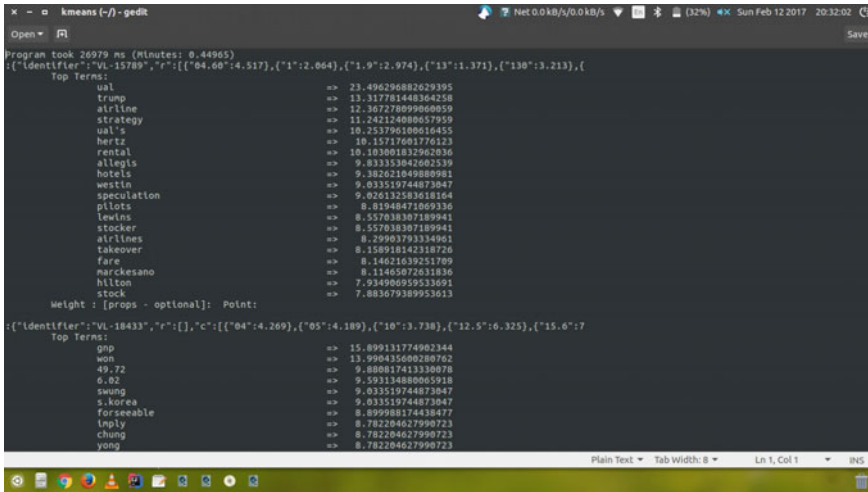 kmeans (~/) - gedit
Net 0.0 kB/s/0.0 kB/s En (32%) Sun Feb 12 2017 20:32:02
Open Save
Program took 26979 ms (Minutes: 0.44965)
:{"identifier":"VL-15789","r":[{"04.60":4.517},{"1":2.064},{"1.9":2.974},{"13":1.371},{"130":3.213},{
Top Terms:
ual => 23.496296882629395
trump => 13.317781448364258
airline => 12.367278099060059
strategy => 11.242124080657959
ual's => 10.253796100616455
hertz => 10.15717601776123
rental => 10.103001832962036
allegis => 9.833353042602539
hotels => 9.382621049880981
westin => 9.033519744873047
speculation => 9.026132583618164
pilots => 8.81948471069336
lewins => 8.557038307189941
stocker => 8.557038307189941
airlines => 8.29903793334961
takeover => 8.158918142318726
fare => 8.14621639251709
marckesano => 8.11465072631836
hilton => 7.934906959533691
stock => 7.883679389953613
Weight : [props - optional]: Point:
:{"identifier":"VL-18433","r":[],"c":[{"04":4.269},{"05":4.189},{"10":3.738},{"12.5":6.325},{"15.6":7
Top Terms:
gnp => 15.899131774902344
won => 13.990435600280762
49.72 => 9.880817413330078
6.02 => 9.593134880065918
swung => 9.033519744873047
s.korea => 9.033519744873047
forseeable => 8.899988174438477
imply => 8.782204627990723
chung => 8.782204627990723
yong => 8.782204627990723
Plain Text Tab Width: 8 Ln 1, Col 1 INS